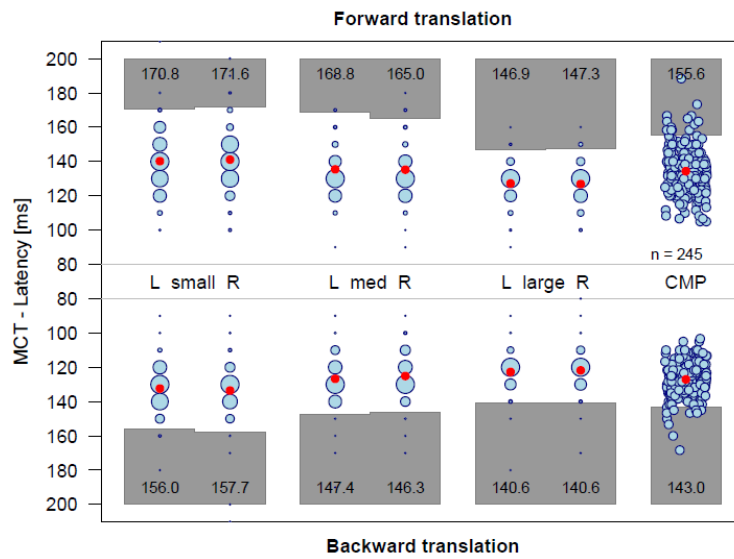 Forward translation
MCT - Latency [ms]
200
180
160
140
120
100
80
80
100
120
140
160
180
200
170.8 171.6 168.8 165.0 146.9 147.3 155.6
n = 245
L small R L med R L large R CMP
156.0 157.7 147.4 146.3 140.6 140.6 143.0
Backward translation